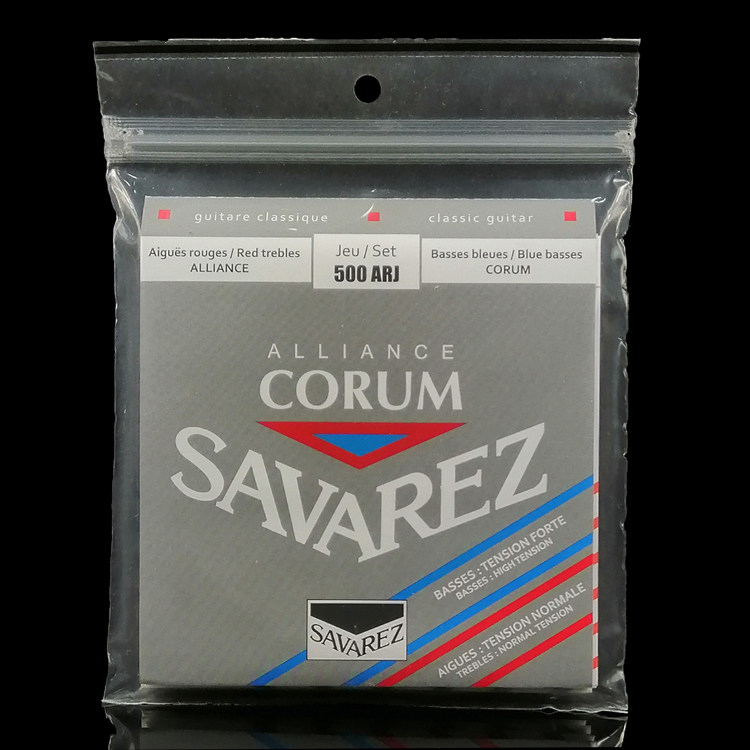 guitare classique
classic guitar
Aiguës rouges / Red trebles
ALLIANCE
Jeu / Set
500 ARJ
Basses bleues / Blue basses
CORUM
ALLIANCE
CORUM
SAVAREZ
BASSES : TENSION FORTE
BASSES : HIGH TENSION
AIGUES : TENSION NORMALE
TREBLES : NORMAL TENSION
SAVAREZ